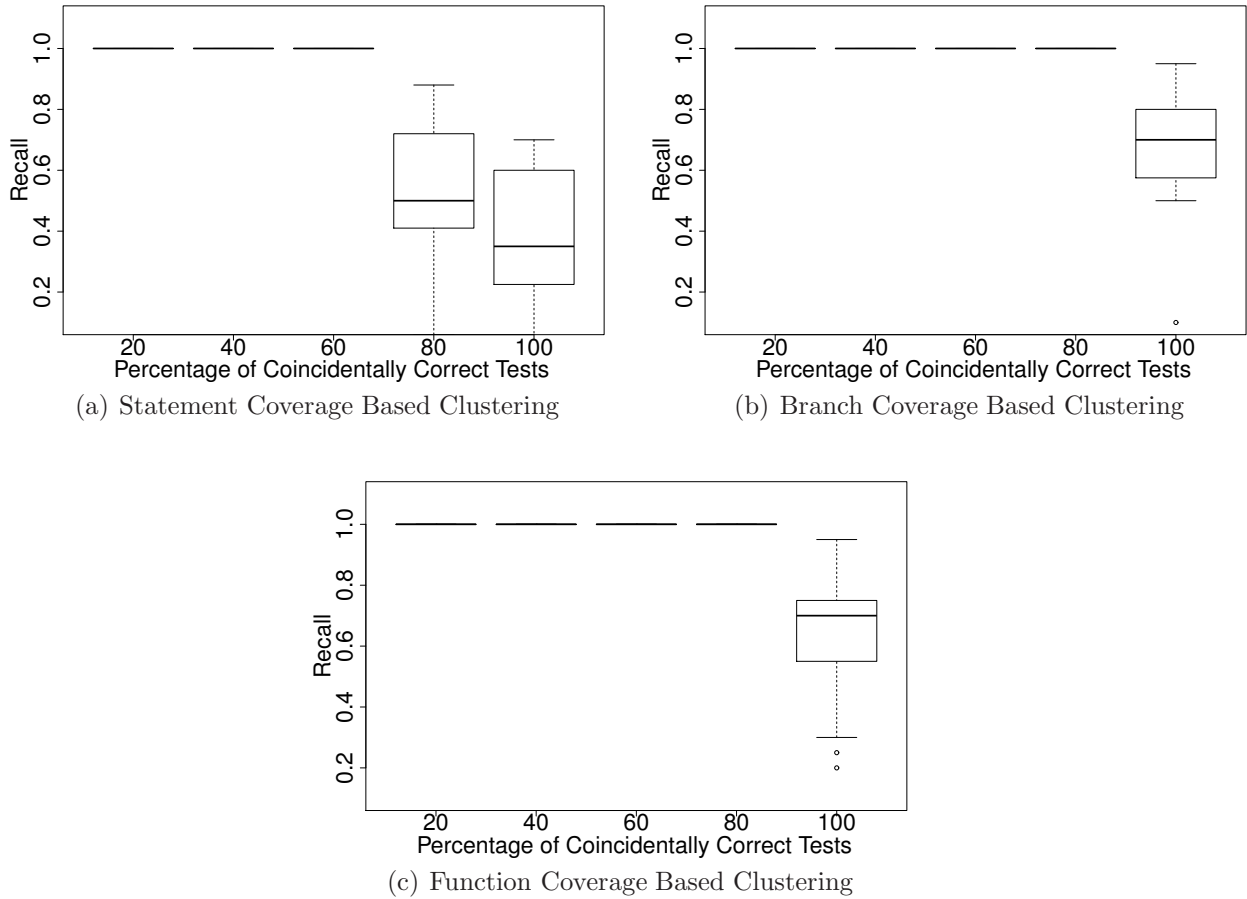 Recall
1.0
0.8
0.6
0.4
0.2
20 40 60 80 100
Percentage of Coincidentally Correct Tests
(a) Statement Coverage Based Clustering
Recall
1.0
0.8
0.6
0.4
0.2
20 40 60 80 100
Percentage of Coincidentally Correct Tests
(b) Branch Coverage Based Clustering
Recall
1.0
0.8
0.6
0.4
0.2
20 40 60 80 100
Percentage of Coincidentally Correct Tests
(c) Function Coverage Based Clustering